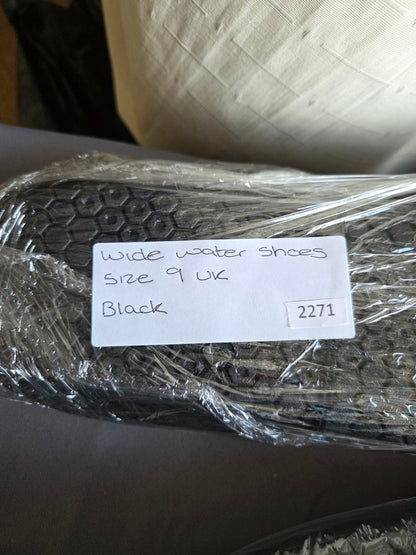 Wide water shoes
Size 9 UK
Black
2271